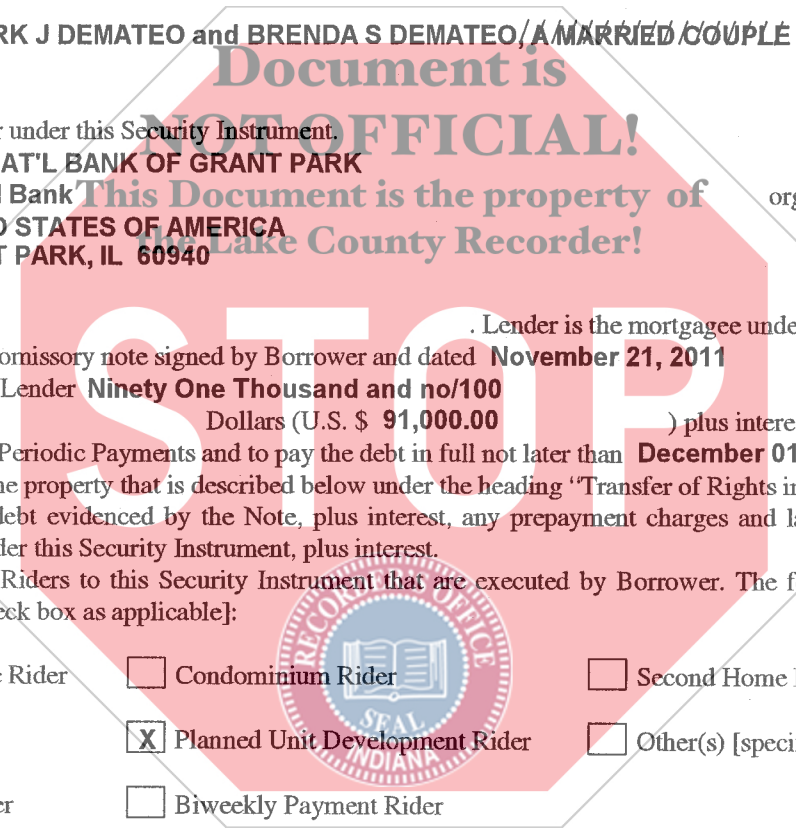 RK J DEMATEO and BRENDA S DEMATEO, A MARRIED COUPLE
Document is
NOT OFFICIAL!
under this Security Instrument.
AT'L BANK OF GRANT PARK
Bank
This Document is the property of
STATES OF AMERICA
the Lake County Recorder!
PARK, IL 60940
STOP
. Lender is the mortgagee unde
omissory note signed by Borrower and dated November 21, 2011
Lender Ninety One Thousand and no/100
Dollars (U.S. $ 91,000.00 ) plus intere
Periodic Payments and to pay the debt in full not later than December 01
he property that is described below under the heading “Transfer of Rights in
debt evidenced by the Note, plus interest, any prepayment charges and la
der this Security Instrument, plus interest.
Riders to this Security Instrument that are executed by Borrower. The f
eck box as applicable]:
RECORDER'S OFFICE
SEAL
INDIANA
Rider Condominium Rider Second Home
X Planned Unit Development Rider Other(s) [speci
er Biweekly Payment Rider